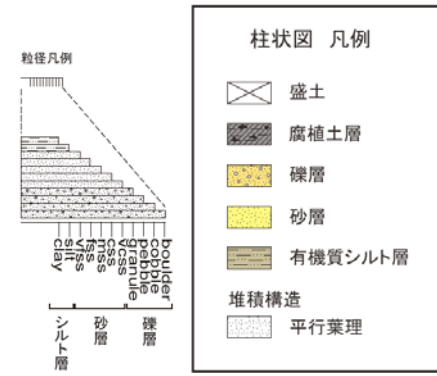 粒径凡例
clay
silt
vfss
fss
mss
css
vcss
granule
pebble
cobble
boulder
シルト層
砂層
礫層
柱状図 凡例
盛土
腐植土層
礫層
砂層
有機質シルト層
堆積構造
平行葉理